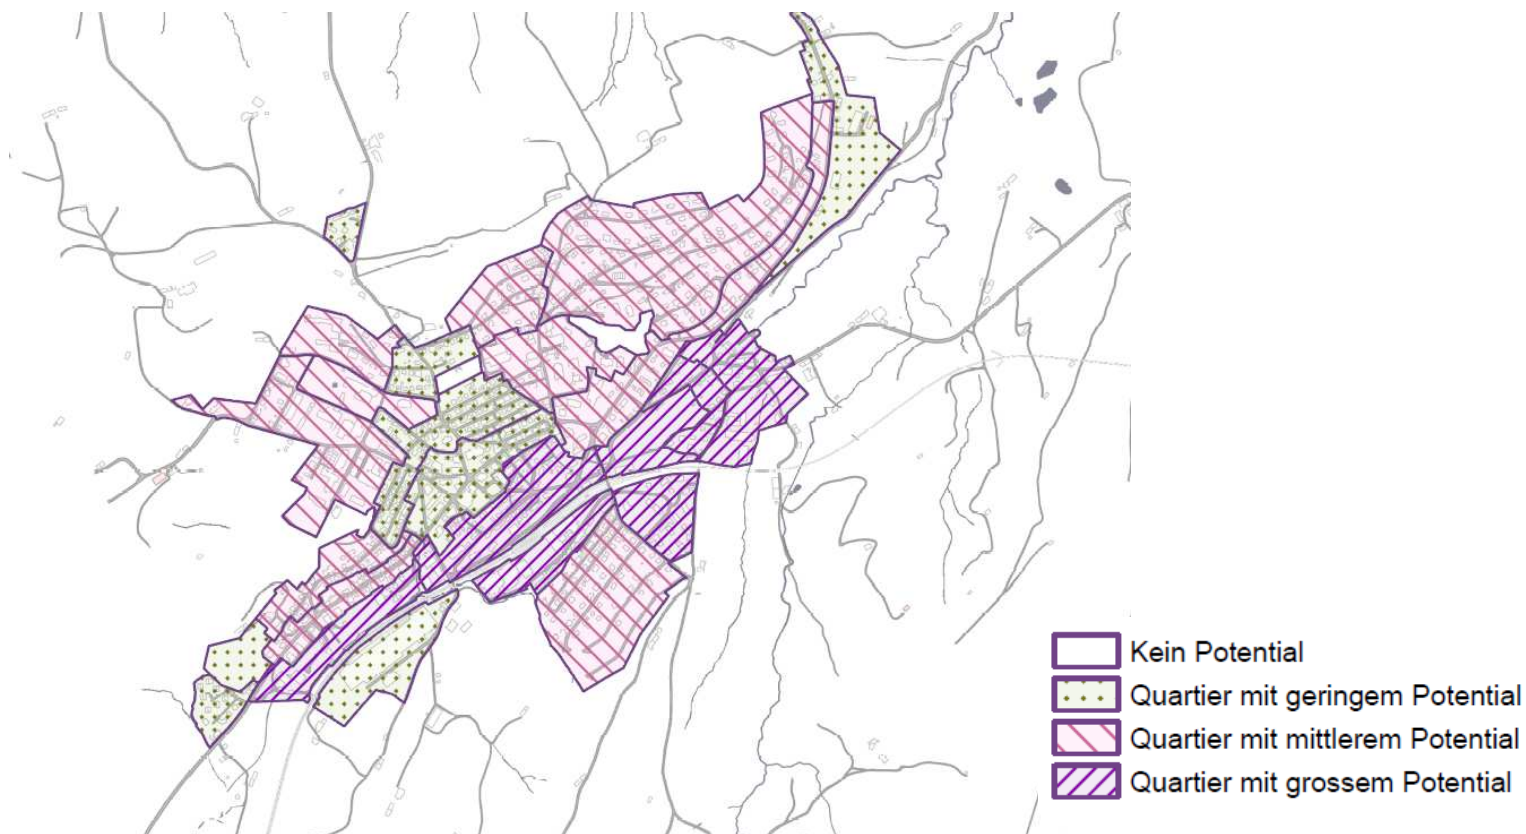 Kein Potential
Quartier mit geringem Potential
Quartier mit mittlerem Potential
Quartier mit grossem Potential